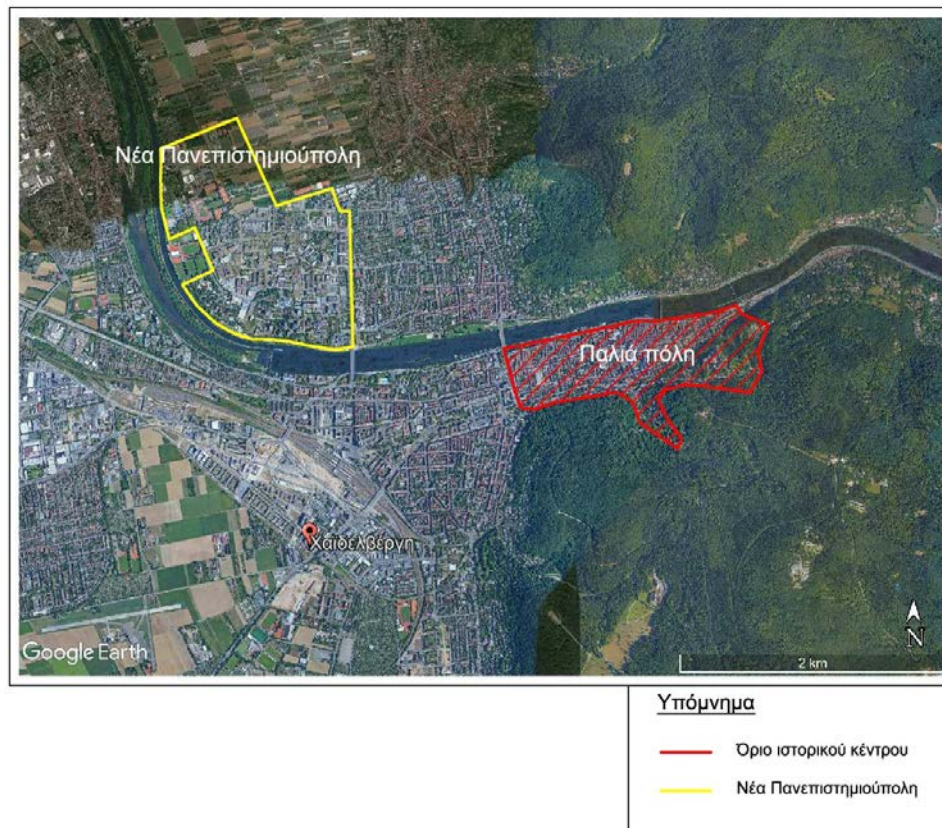 Νέα Πανεπιστημιούπολη
Παλιά πόλη
Χαϊδελβέργη
Google Earth
N
2 km
Υπόμνημα
Όριο ιστορικού κέντρου
Νέα Πανεπιστημιούπολη